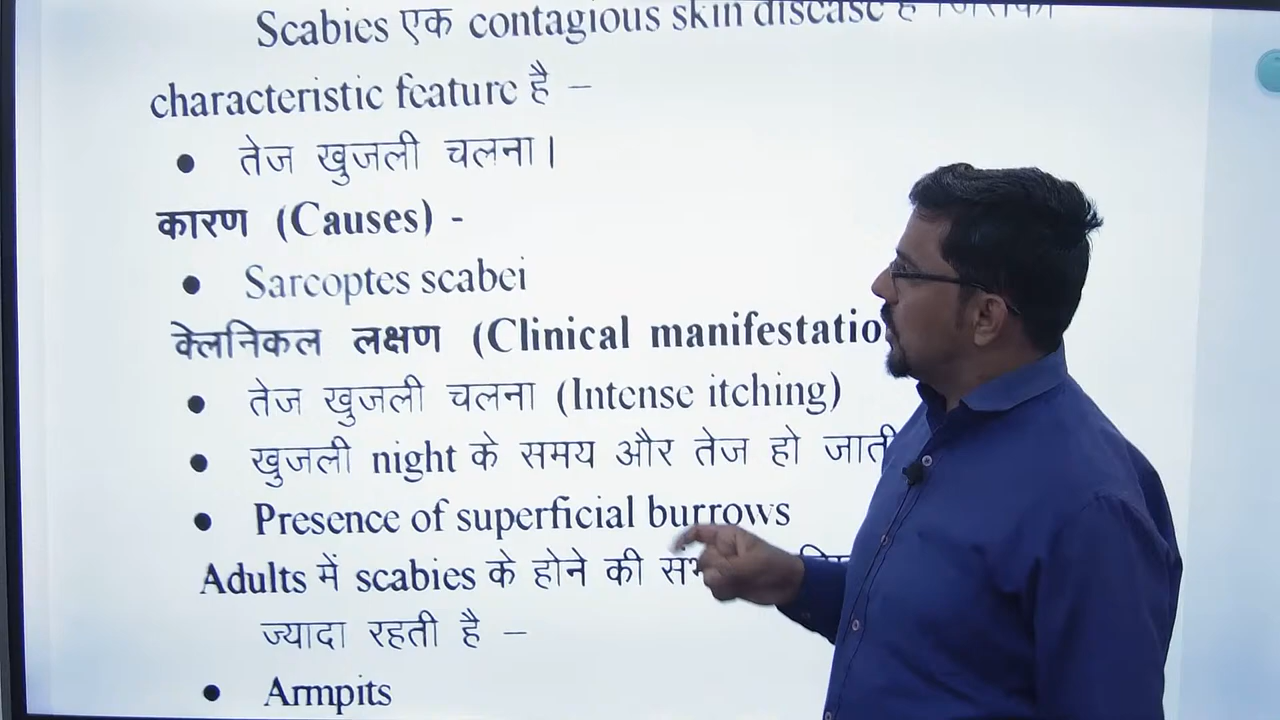 Scabies एक contagious skin disease है जिसका
characteristic feature है –
• तेज खुजली चलना।
कारण (Causes) -
• Sarcoptes scabei
क्लिनिकल लक्षण (Clinical manifestatio
• तेज खुजली चलना (Intense itching)
• खुजली night के समय और तेज हो जाती
• Presence of superficial burrows
Adults में scabies के होने की
ज्यादा रहती है –
• Armpits